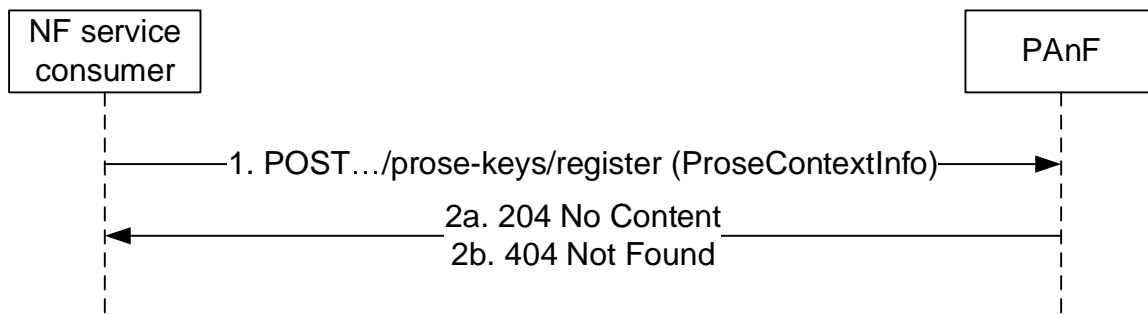 NF service
consumer
PAnF
1. POST…/prose-keys/register (ProseContextInfo)
2a. 204 No Content
2b. 404 Not Found